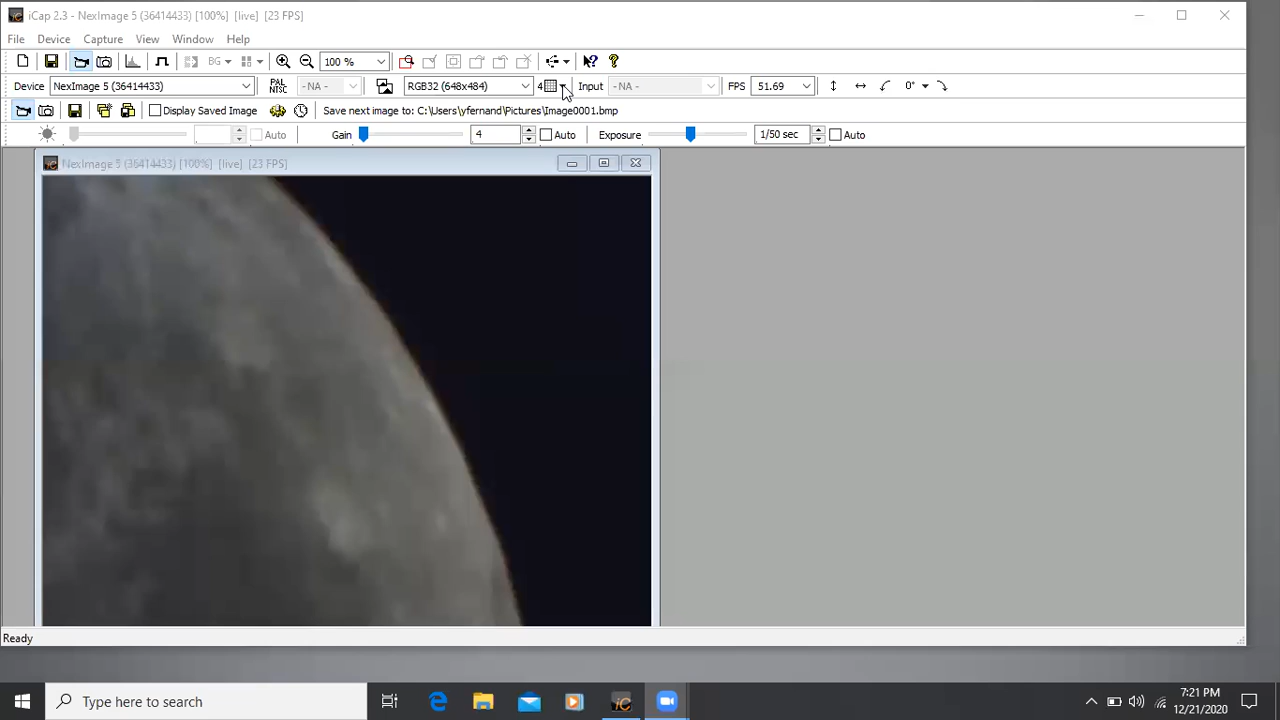 iCap 2.3 - NexImage 5 (36414433) [100%] [live] [23 FPS]
File Device Capture View Window Help
BG 100 %
Device NexImage 5 (36414433) PAL NTSC - NA - RGB32 (648x484) 4 Input - NA - FPS 51.69 0°
Display Saved Image Save next image to: C:\Users\yfernand\Pictures\Image0001.bmp
Auto Gain 4 Auto Exposure 1/50 sec Auto
NexImage 5 (36414433) [100%] [live] [23 FPS]
Ready
Type here to search
7:21 PM
12/21/2020